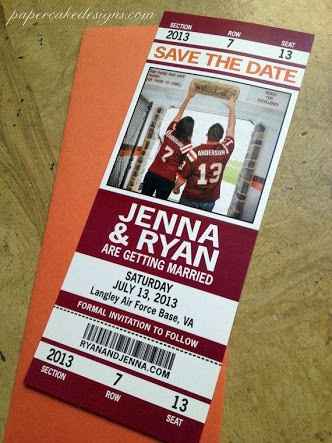 papercakedesigns.com
SECTION ROW SEAT
2013 7 13
SAVE THE DATE
WELCOME
ANDERSON
7 13
JENNA
& RYAN
ARE GETTING MARRIED
SATURDAY
JULY 13, 2013
Langley Air Force Base, VA
FORMAL INVITATION TO FOLLOW
RYANANDJENNA.COM
2013 7 13
SECTION ROW SEAT